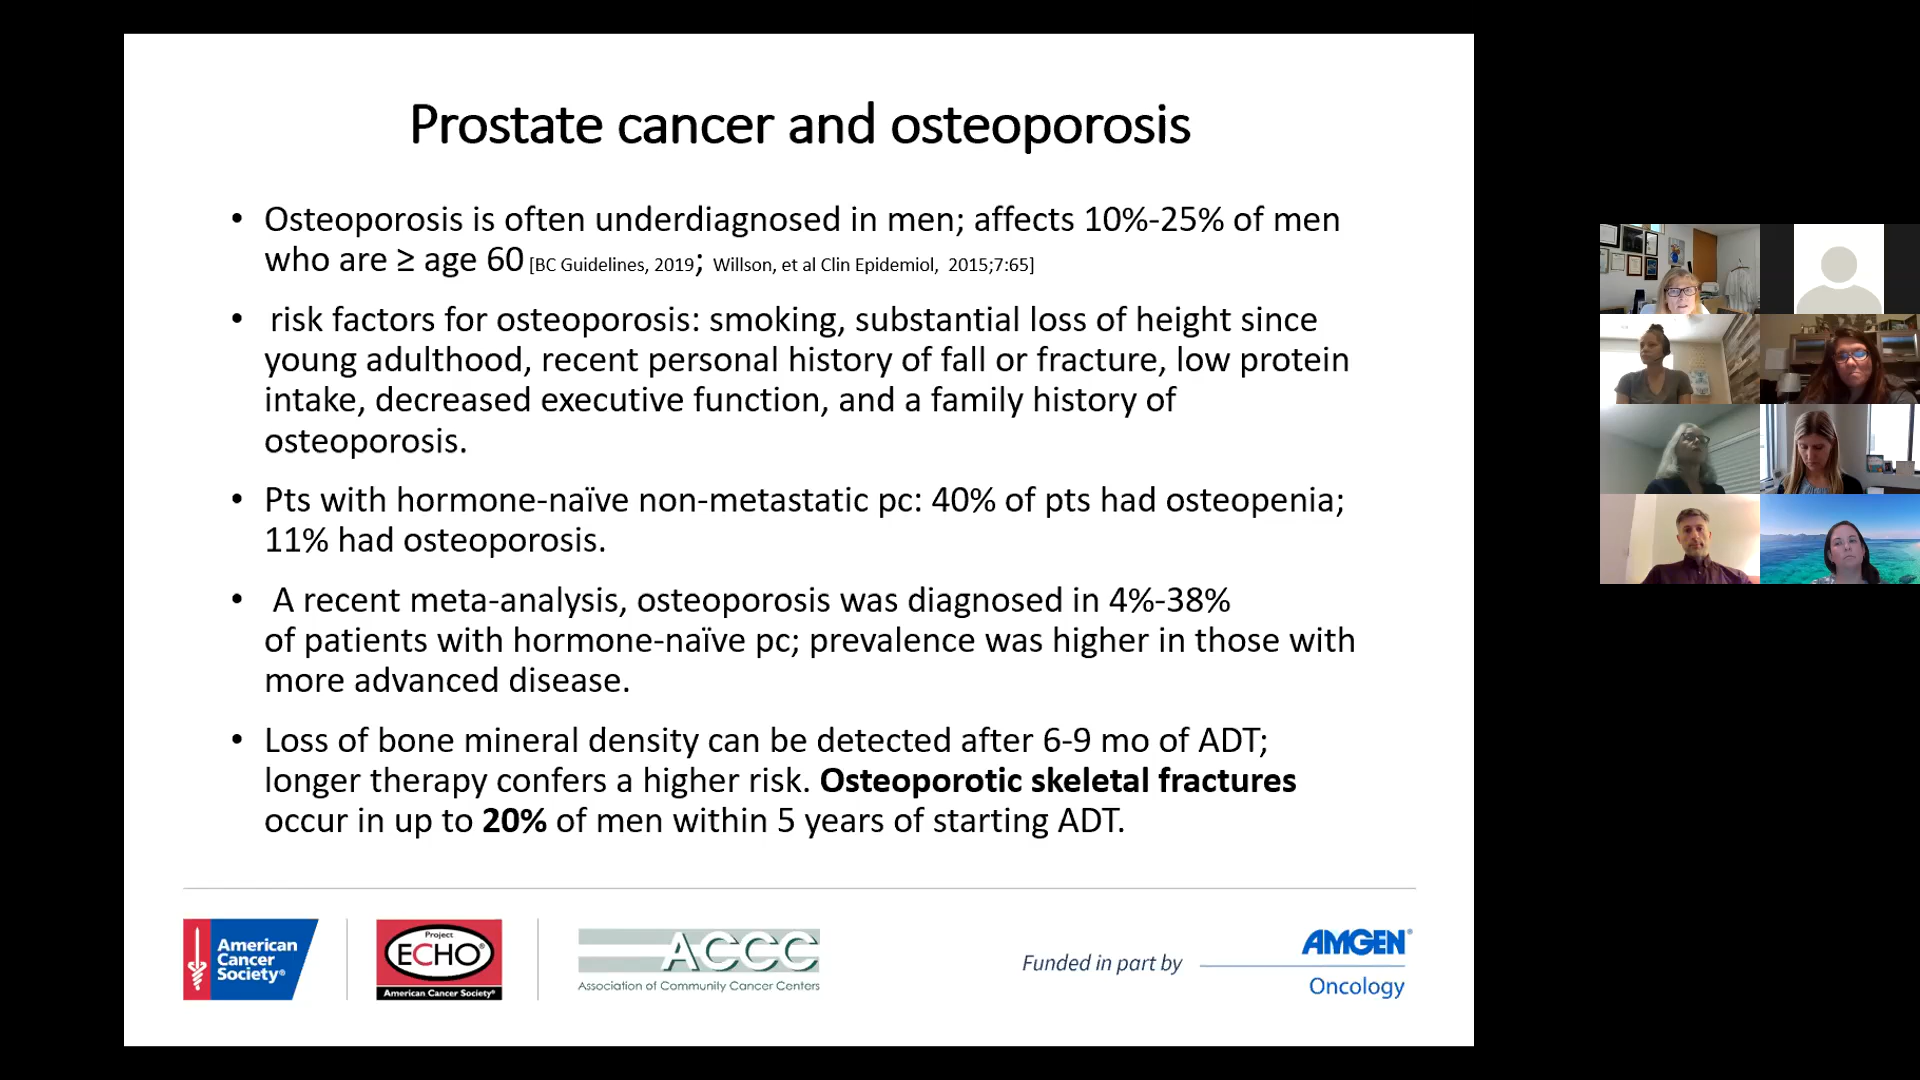 Prostate cancer and osteoporosis
• Osteoporosis is often underdiagnosed in men; affects 10%-25% of men
who are ≥ age 60 [BC Guidelines, 2019; Willson, et al Clin Epidemiol, 2015;7:65]
• risk factors for osteoporosis: smoking, substantial loss of height since
young adulthood, recent personal history of fall or fracture, low protein
intake, decreased executive function, and a family history of
osteoporosis.
• Pts with hormone-naïve non-metastatic pc: 40% of pts had osteopenia;
11% had osteoporosis.
• A recent meta-analysis, osteoporosis was diagnosed in 4%-38%
of patients with hormone-naïve pc; prevalence was higher in those with
more advanced disease.
• Loss of bone mineral density can be detected after 6-9 mo of ADT;
longer therapy confers a higher risk. Osteoporotic skeletal fractures
occur in up to 20% of men within 5 years of starting ADT.
American
Cancer
Society®
Project
ECHO®
American Cancer Society®
ACCC
Association of Community Cancer Centers
Funded in part by
AMGEN®
Oncology